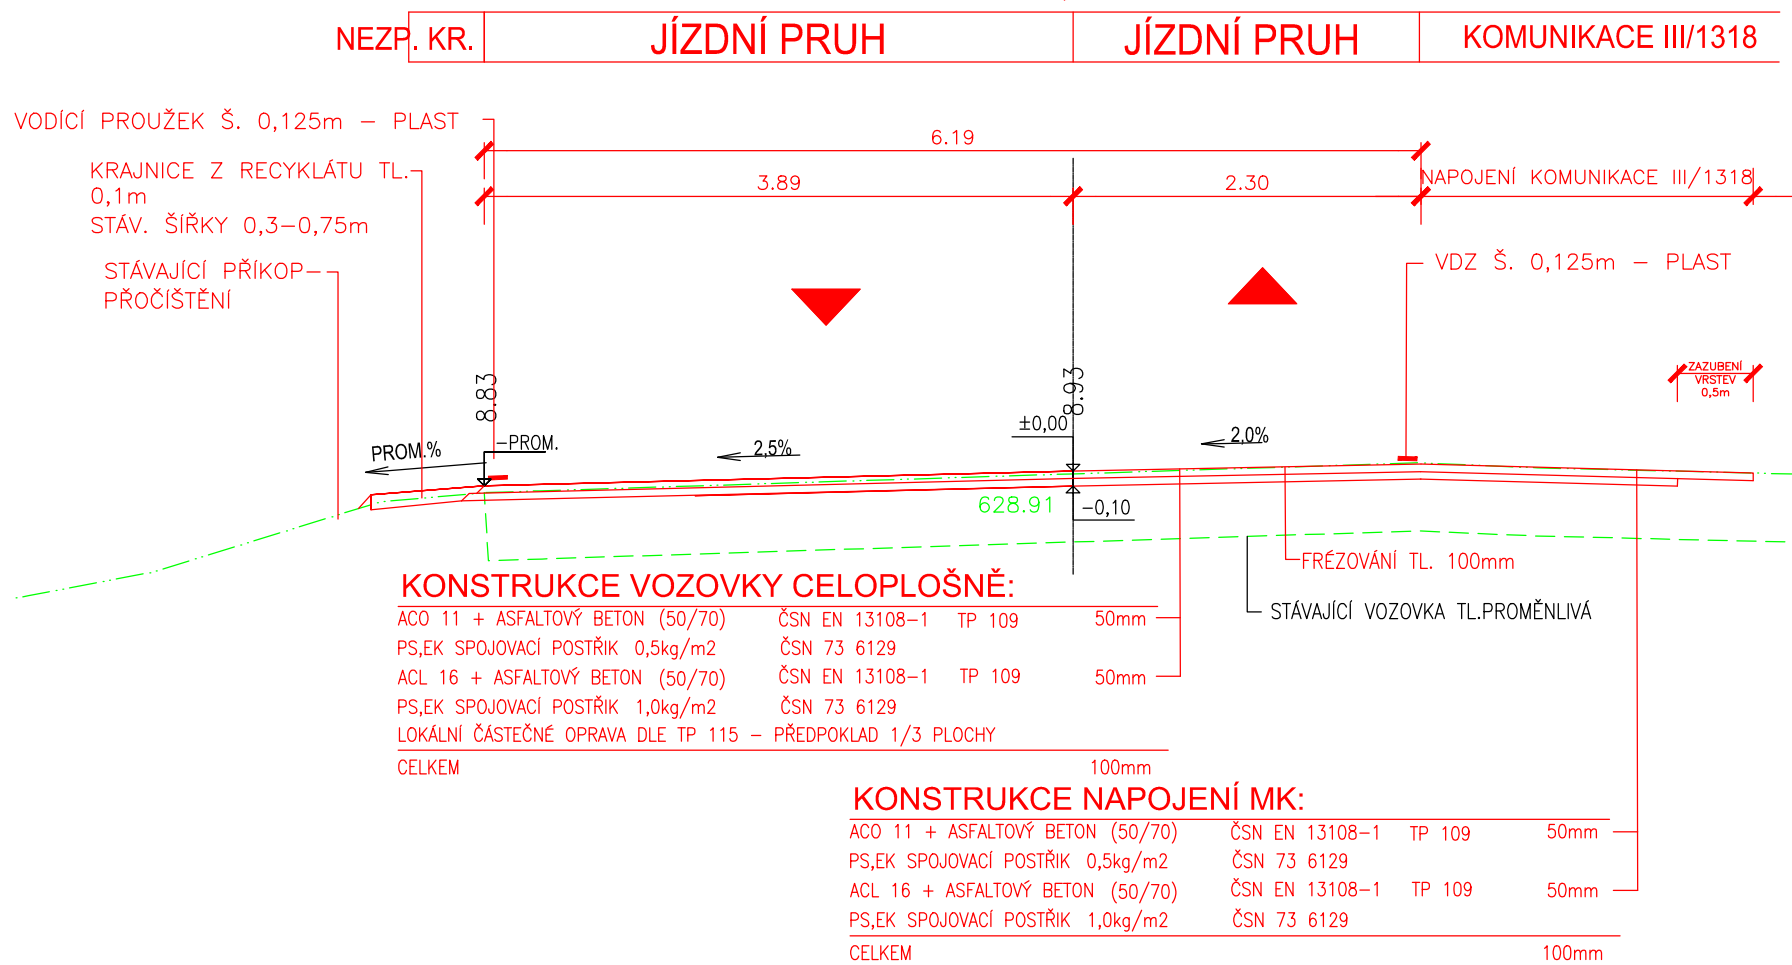 NEZP. KR. JÍZDNÍ PRUH JÍZDNÍ PRUH KOMUNIKACE III/1318
VODÍCÍ PROUŽEK Š. 0,125m – PLAST
6.19
KRAJNICE Z RECYKLÁTU TL.
0,1m
STÁV. ŠÍŘKY 0,3–0,75m
3.89 2.30 NAPOJENÍ KOMUNIKACE III/1318
STÁVAJÍCÍ PŘÍKOP–
PŘOČÍŠTĚNÍ
VDZ Š. 0,125m – PLAST
ZAZUBENÍ
VRSTEV
0,5m
8.83
8.93
±0,00
PROM.%
–PROM.
2,5%
2,0%
628.91
–0,10
FRÉZOVÁNÍ TL. 100mm
STÁVAJÍCÍ VOZOVKA TL.PROMĚNLIVÁ
KONSTRUKCE VOZOVKY CELOPLOŠNĚ:
ACO 11 + ASFALTOVÝ BETON (50/70) ČSN EN 13108–1 TP 109 50mm
PS,EK SPOJOVACÍ POSTŘIK 0,5kg/m2 ČSN 73 6129
ACL 16 + ASFALTOVÝ BETON (50/70) ČSN EN 13108–1 TP 109 50mm
PS,EK SPOJOVACÍ POSTŘIK 1,0kg/m2 ČSN 73 6129
LOKÁLNÍ ČÁSTEČNÉ OPRAVA DLE TP 115 – PŘEDPOKLAD 1/3 PLOCHY
CELKEM 100mm
KONSTRUKCE NAPOJENÍ MK:
ACO 11 + ASFALTOVÝ BETON (50/70) ČSN EN 13108–1 TP 109 50mm
PS,EK SPOJOVACÍ POSTŘIK 0,5kg/m2 ČSN 73 6129
ACL 16 + ASFALTOVÝ BETON (50/70) ČSN EN 13108–1 TP 109 50mm
PS,EK SPOJOVACÍ POSTŘIK 1,0kg/m2 ČSN 73 6129
CELKEM 100mm